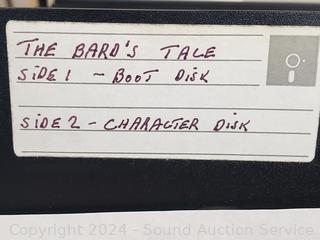 THE BARD'S TALE
SIDE 1 - BOOT DISK
SIDE 2 - CHARACTER DISK
Copyright 2024 - Sound Auction Service